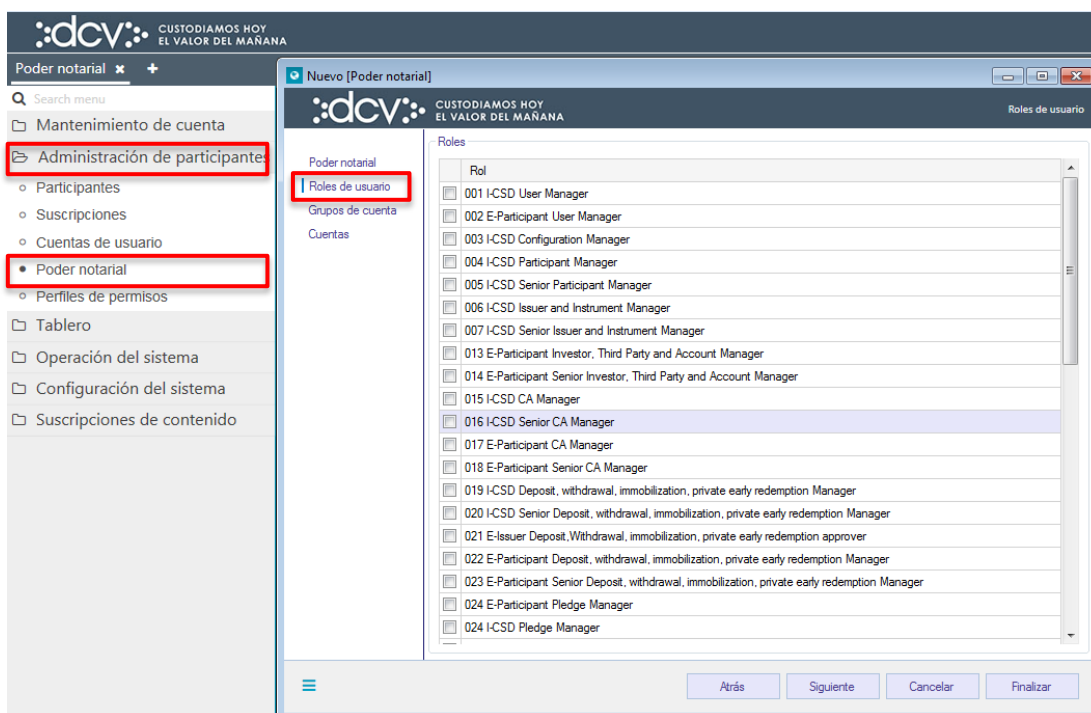 dcv CUSTODIAMOS HOY
EL VALOR DEL MAÑANA
Poder notarial x +
Search menu
Mantenimiento de cuenta
Administración de participantes
Participantes
Suscripciones
Cuentas de usuario
Poder notarial
Perfiles de permisos
Tablero
Operación del sistema
Configuración del sistema
Suscripciones de contenido
Nuevo [Poder notarial]
dcv CUSTODIAMOS HOY
EL VALOR DEL MAÑANA
Roles de usuario
Poder notarial
Roles de usuario
Grupos de cuenta
Cuentas
Roles
Rol
001 I-CSD User Manager
002 E-Participant User Manager
003 I-CSD Configuration Manager
004 I-CSD Participant Manager
005 I-CSD Senior Participant Manager
006 I-CSD Issuer and Instrument Manager
007 I-CSD Senior Issuer and Instrument Manager
013 E-Participant Investor, Third Party and Account Manager
014 E-Participant Senior Investor, Third Party and Account Manager
015 I-CSD CA Manager
016 I-CSD Senior CA Manager
017 E-Participant CA Manager
018 E-Participant Senior CA Manager
019 I-CSD Deposit, withdrawal, immobilization, private early redemption Manager
020 I-CSD Senior Deposit, withdrawal, immobilization, private early redemption Manager
021 E-Issuer Deposit,Withdrawal, immobilization, private early redemption approver
022 E-Participant Deposit, withdrawal, immobilization, private early redemption Manager
023 E-Participant Senior Deposit, withdrawal, immobilization, private early redemption Manager
024 E-Participant Pledge Manager
024 I-CSD Pledge Manager
Atrás
Siguiente
Cancelar
Finalizar